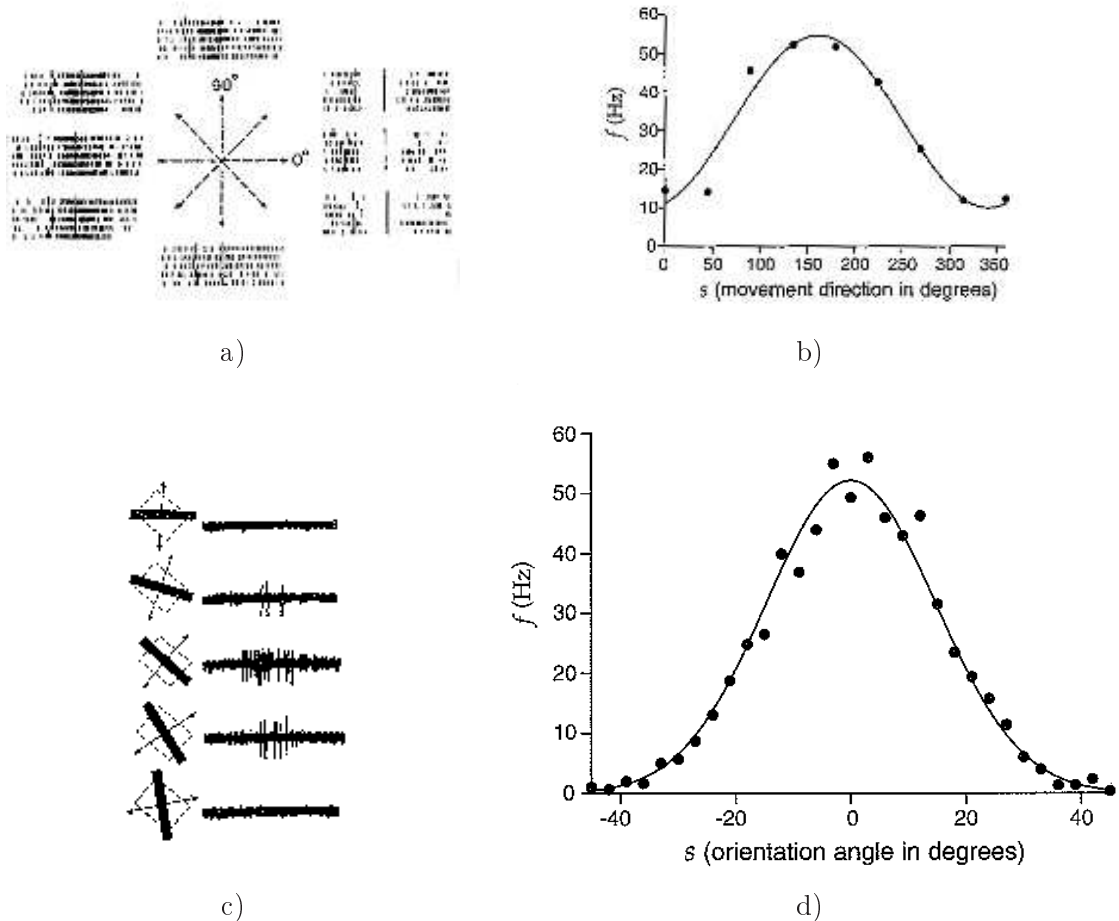 90°
0°
a)
f (Hz)
60
50
40
30
20
10
0
0 50 100 150 200 250 300 350
s (movement direction in degrees)
b)
c)
f (Hz)
60
50
40
30
20
10
0
-40 -20 0 20 40
s (orientation angle in degrees)
d)